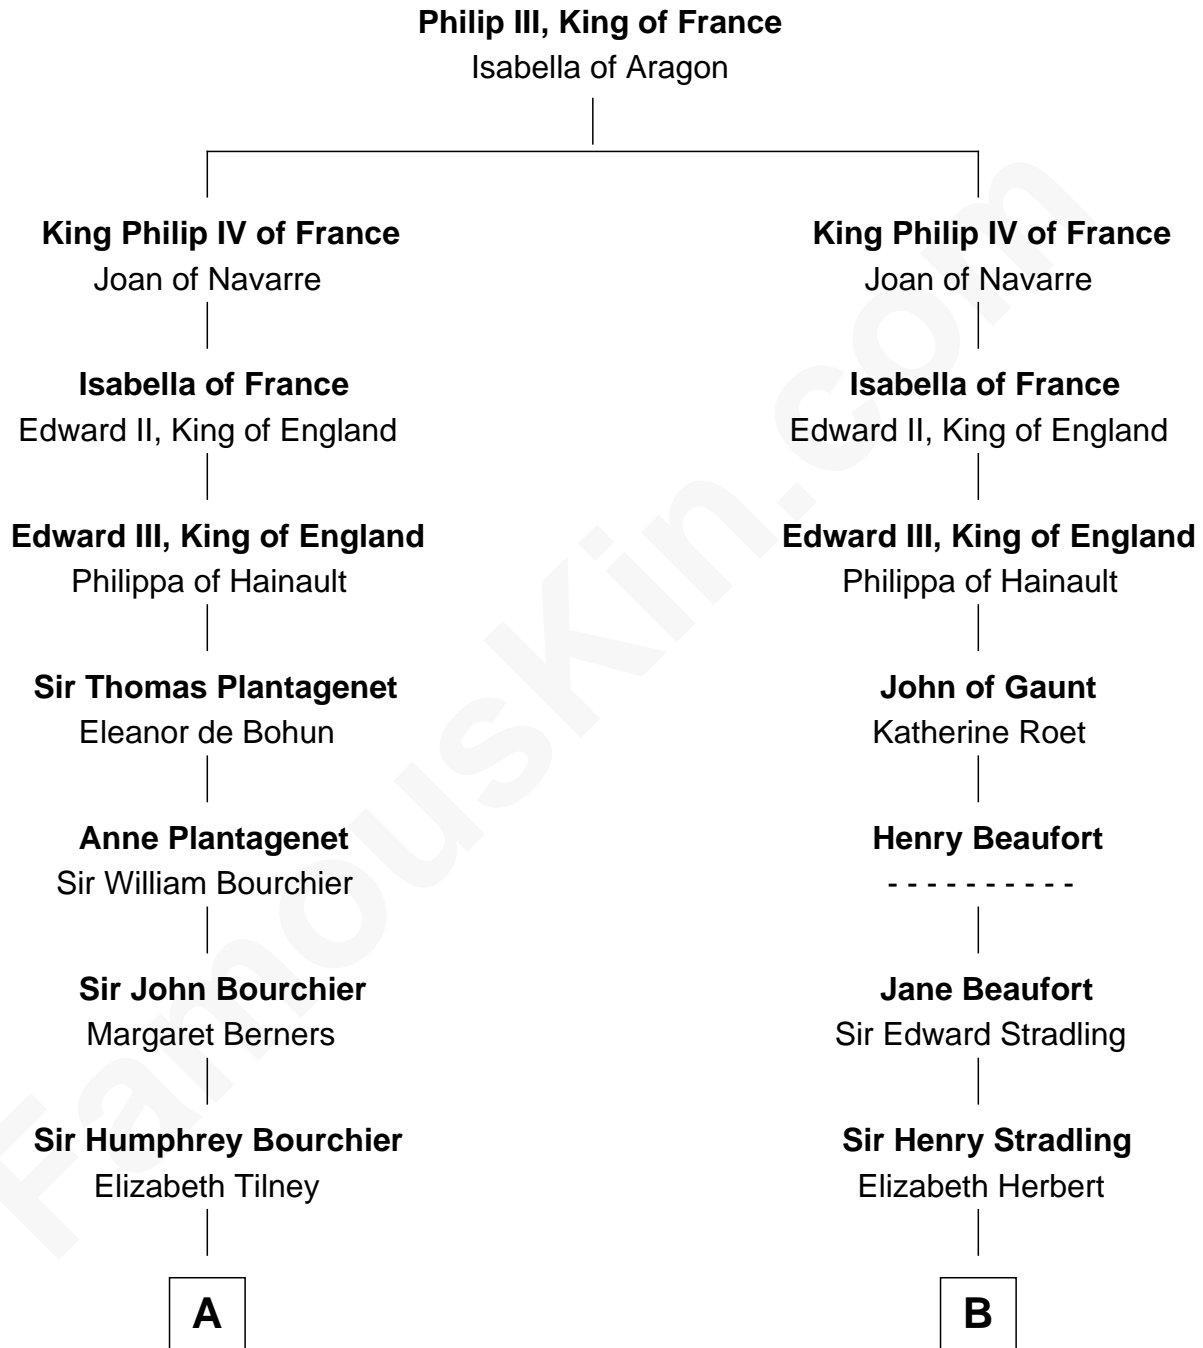 Philip III, King of France
Isabella of Aragon
King Philip IV of France
Joan of Navarre
King Philip IV of France
Joan of Navarre
Isabella of France
Edward II, King of England
Isabella of France
Edward II, King of England
Edward III, King of England
Philippa of Hainault
Edward III, King of England
Philippa of Hainault
Sir Thomas Plantagenet
Eleanor de Bohun
John of Gaunt
Katherine Roet
Anne Plantagenet
Sir William Bourchier
Henry Beaufort
- - - - - - - - - -
Sir John Bourchier
Margaret Berners
Jane Beaufort
Sir Edward Stradling
Sir Humphrey Bourchier
Elizabeth Tilney
Sir Henry Stradling
Elizabeth Herbert
A
B
FamousKin.com